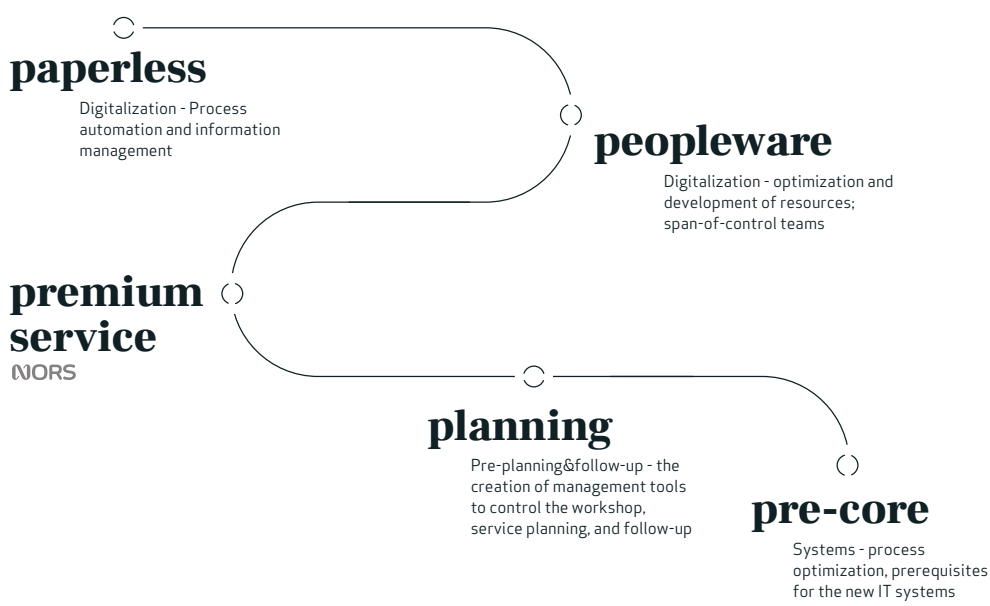 paperless
Digitalization - Process
automation and information
management
peopleware
Digitalization - optimization and
development of resources;
span-of-control teams
premium
service
NORS
planning
Pre-planning&follow-up - the
creation of management tools
to control the workshop,
service planning, and follow-up
pre-core
Systems - process
optimization, prerequisites
for the new IT systems